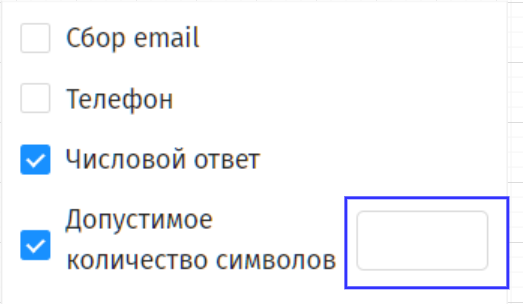 Сбор email
Телефон
Числовой ответ
Допустимое
количество символов